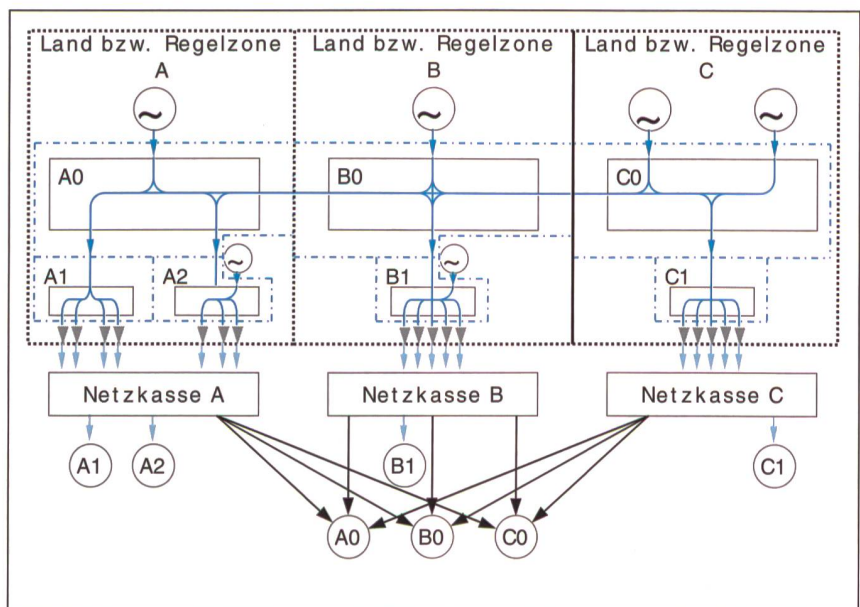 Land bzw. Regelzone
A
Land bzw. Regelzone
B
Land bzw. Regelzone
C
~
~
~
~
A0
B0
C0
~
~
A1
A2
B1
C1
Netzkasse A
Netzkasse B
Netzkasse C
A1
A2
B1
C1
A0
B0
C0